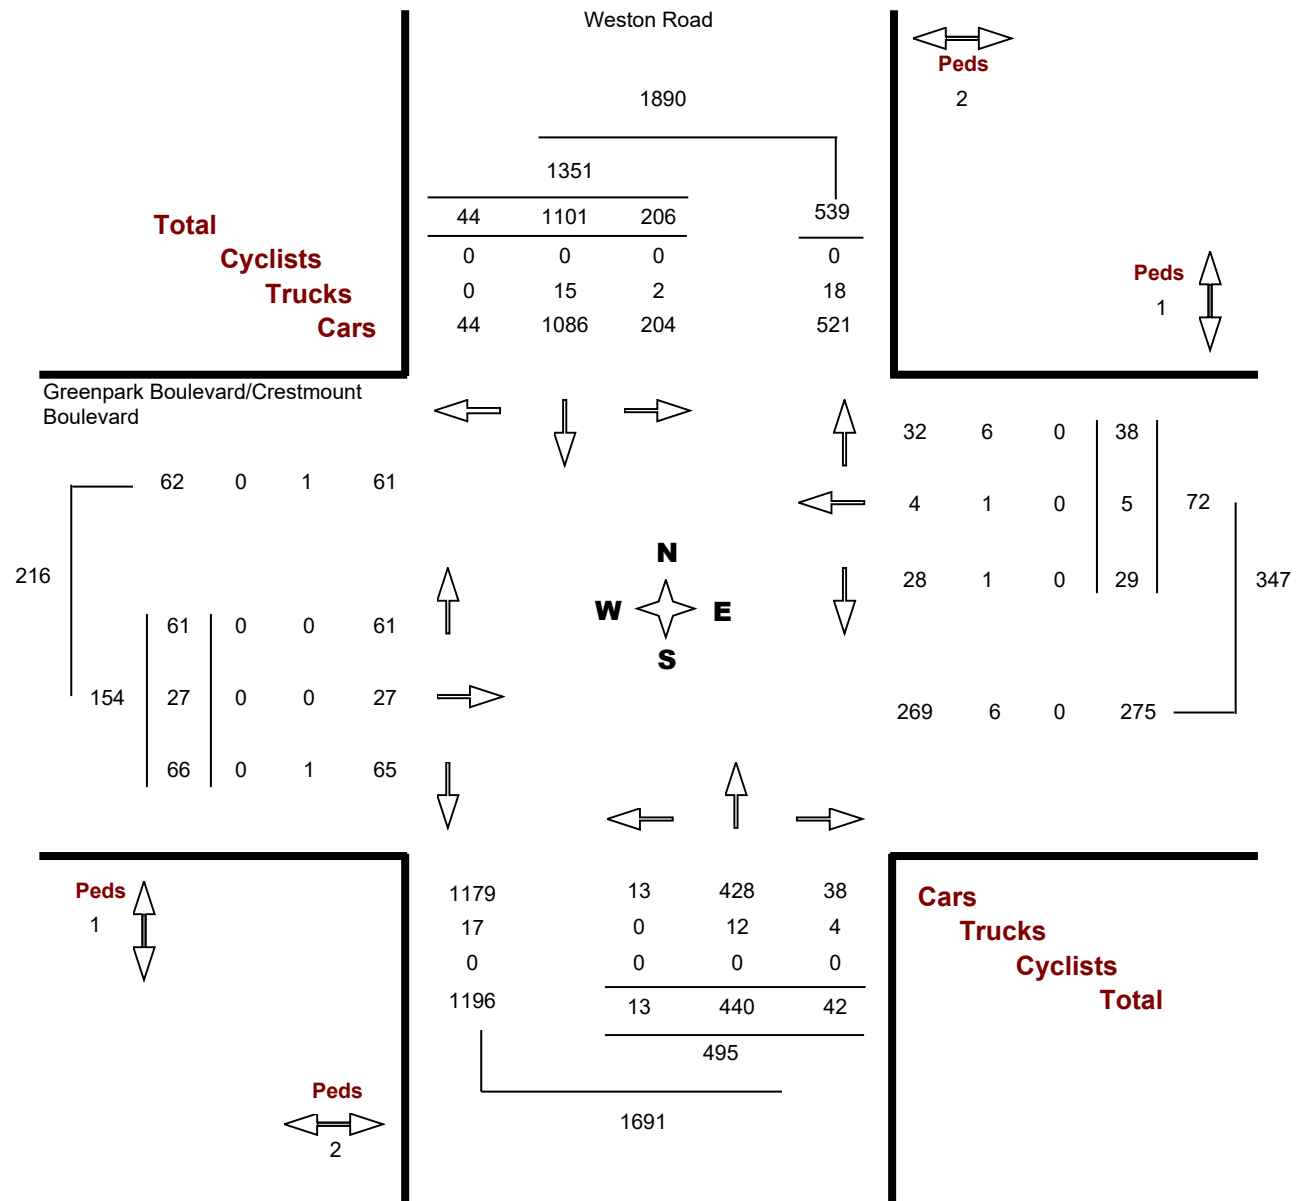 Weston Road
Peds
2
1890
1351
Total 44 1101 206 539
Cyclists 0 0 0 0
Trucks 0 15 2 18
Cars 44 1086 204 521
Peds
1
Greenpark Boulevard/Crestmount
Boulevard
32 6 0 38
62 0 1 61
4 1 0 5 72
N
216
28 1 0 29 347
W E
61 0 0 61
S
154 27 0 0 27
269 6 0 275
66 0 1 65
Peds
1
1179 13 428 38 Cars
17 0 12 4 Trucks
0 0 0 0 Cyclists
1196 13 440 42 Total
495
Peds
2
1691